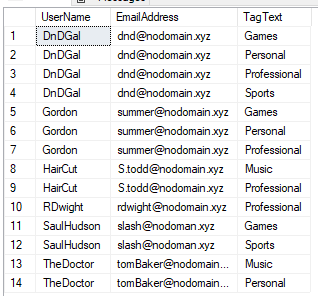 Messages
UserName EmailAddress TagText
1 DnDGal dnd@nodomain.xyz Games
2 DnDGal dnd@nodomain.xyz Personal
3 DnDGal dnd@nodomain.xyz Professional
4 DnDGal dnd@nodomain.xyz Sports
5 Gordon summer@nodomain.xyz Games
6 Gordon summer@nodomain.xyz Personal
7 Gordon summer@nodomain.xyz Professional
8 HairCut S.todd@nodomain.xyz Music
9 HairCut S.todd@nodomain.xyz Professional
10 RDwight rdwight@nodomain.xyz Professional
11 SaulHudson slash@nodoman.xyz Games
12 SaulHudson slash@nodoman.xyz Sports
13 TheDoctor tomBaker@nodomain... Music
14 TheDoctor tomBaker@nodomain... Personal